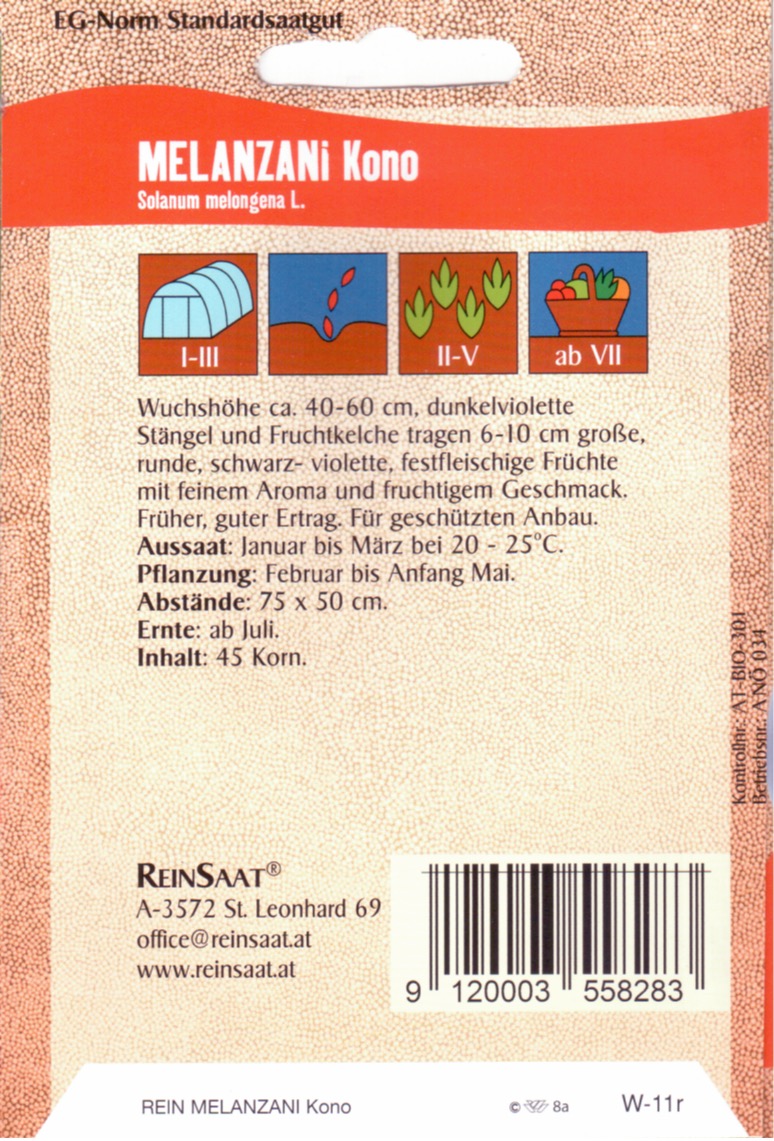 EG-Norm Standardsaatgut
MELANZANi Kono
Solanum melongena L.
I-III
II-V
ab VII
Wuchshöhe ca. 40-60 cm, dunkelviolette
Stängel und Fruchtkelche tragen 6-10 cm große,
runde, schwarz- violette, festfleischige Früchte
mit feinem Aroma und fruchtigem Geschmack.
Früher, guter Ertrag. Für geschützten Anbau.
Aussaat: Januar bis März bei 20 - 25°C.
Pflanzung: Februar bis Anfang Mai.
Abstände: 75 x 50 cm.
Ernte: ab Juli.
Inhalt: 45 Korn.
Kontrollnr. AT-BIO-301
Betriebsnr. ANÖ 034
REINSAAT®
A-3572 St. Leonhard 69
office@reinsaat.at
www.reinsaat.at
9 120003 558283
REIN MELANZANI Kono
© 8a
W-11r